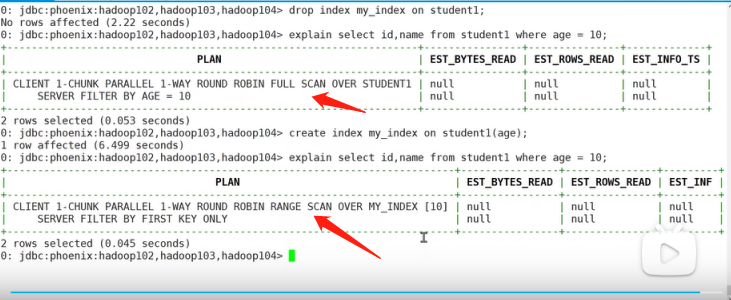 0: jdbc:phoenix:hadoop102,hadoop103,hadoop104> drop index my_index on student1;
No rows affected (2.22 seconds)
0: jdbc:phoenix:hadoop102,hadoop103,hadoop104> explain select id,name from student1 where age = 10;
| PLAN | EST_BYTES_READ | EST_ROWS_READ | EST_INFO_TS |
| CLIENT 1-CHUNK PARALLEL 1-WAY ROUND ROBIN FULL SCAN OVER STUDENT1 | null | null | null |
| SERVER FILTER BY AGE = 10 | null | null | null |
2 rows selected (0.053 seconds)
0: jdbc:phoenix:hadoop102,hadoop103,hadoop104> create index my_index on student1(age);
1 row affected (6.499 seconds)
0: jdbc:phoenix:hadoop102,hadoop103,hadoop104> explain select id,name from student1 where age = 10;
| PLAN | EST_BYTES_READ | EST_ROWS_READ | EST_INF
| CLIENT 1-CHUNK PARALLEL 1-WAY ROUND ROBIN RANGE SCAN OVER MY_INDEX [10] | null | null | null
| SERVER FILTER BY FIRST KEY ONLY | null | null | null
2 rows selected (0.045 seconds)
0: jdbc:phoenix:hadoop102,hadoop103,hadoop104>